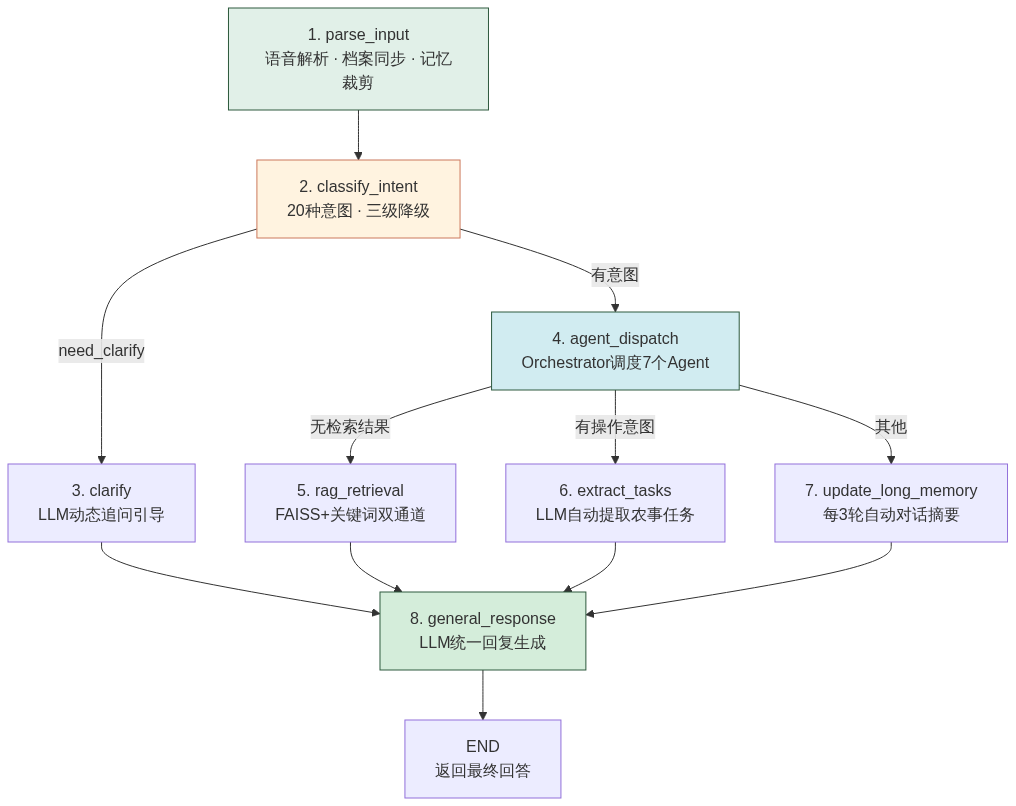 1. parse_input
语音解析 · 档案同步 · 记忆
裁剪
2. classify_intent
20种意图 · 三级降级
有意图
need_clarify
4. agent_dispatch
Orchestrator调度7个Agent
无检索结果
有操作意图
其他
3. clarify
LLM动态追问引导
5. rag_retrieval
FAISS+关键词双通道
6. extract_tasks
LLM自动提取农事任务
7. update_long_memory
每3轮自动对话摘要
8. general_response
LLM统一回复生成
END
返回最终回答